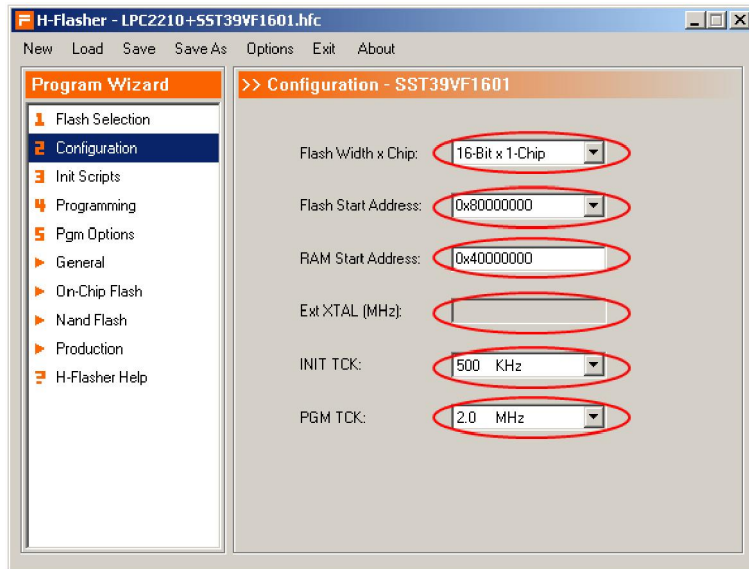 H-Flasher - LPC2210+SST39VF1601.hfc
New Load Save Save As Options Exit About
Program Wizard
1 Flash Selection
2 Configuration
3 Init Scripts
4 Programming
5 Pgm Options
General
On-Chip Flash
Nand Flash
Production
? H-Flasher Help
>> Configuration - SST39VF1601
Flash Width x Chip: 16-Bit x 1-Chip
Flash Start Address: 0x80000000
RAM Start Address: 0x40000000
Ext XTAL (MHz):
INIT TCK: 500 KHz
PGM TCK: 2.0 MHz